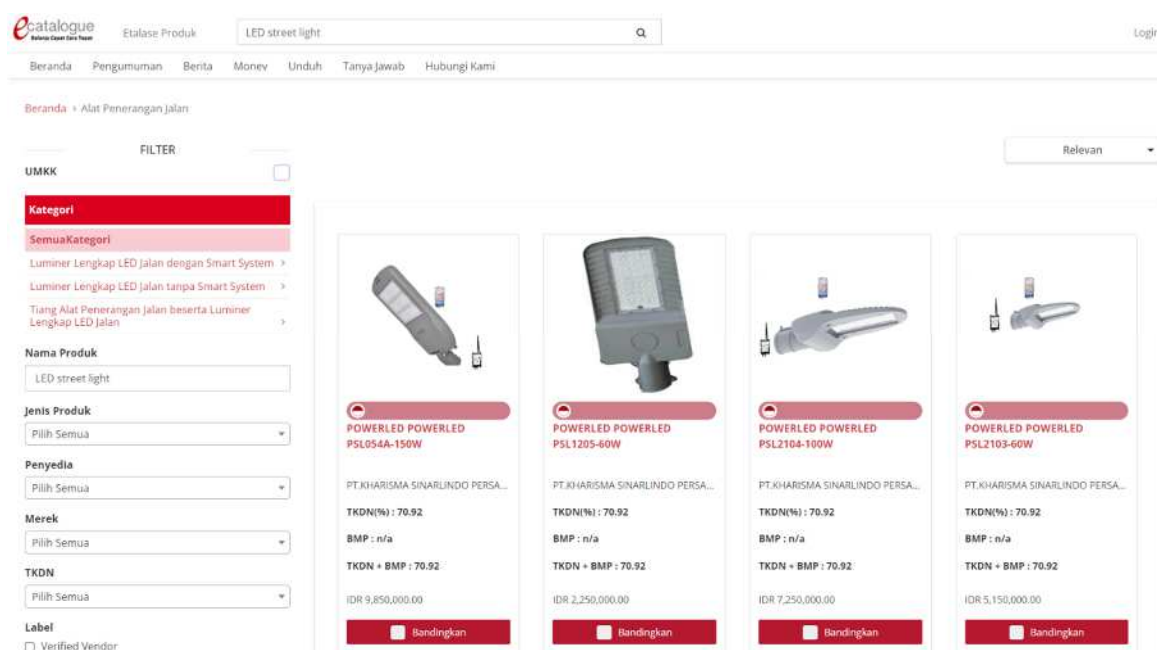 ecatalogue
Etalase Produk
LED street light
Login
Beranda
Pengumuman
Berita
Monev
Unduh
Tanya Jawab
Hubungi Kami
Beranda
Alat Penerangan Jalan
FILTER
Relevan
UMKK
Kategori
SemuaKategori
Luminer Lengkap LED Jalan dengan Smart System
Luminer Lengkap LED Jalan tanpa Smart System
Tiang Alat Penerangan Jalan beserta Luminer
Lengkap LED Jalan
Nama Produk
LED street light
Jenis Produk
Pilih Semua
Penyedia
Pilih Semua
Merek
Pilih Semua
TKDN
Pilih Semua
Label
Verified Vendor
POWERLED POWERLED
PSL054A-150W
PT.KHARISMA SINARLINDO PERSA...
TKDN(%) : 70.92
BMP : n/a
TKDN + BMP : 70.92
IDR 9,850,000.00
Bandingkan
POWERLED POWERLED
PSL1205-60W
PT.KHARISMA SINARLINDO PERSA...
TKDN(%) : 70.92
BMP : n/a
TKDN + BMP : 70.92
IDR 2,250,000.00
Bandingkan
POWERLED POWERLED
PSL2104-100W
PT.KHARISMA SINARLINDO PERSA...
TKDN(%) : 70.92
BMP : n/a
TKDN + BMP : 70.92
IDR 7,250,000.00
Bandingkan
POWERLED POWERLED
PSL2103-60W
PT.KHARISMA SINARLINDO PERSA...
TKDN(%) : 70.92
BMP : n/a
TKDN + BMP : 70.92
IDR 5,150,000.00
Bandingkan